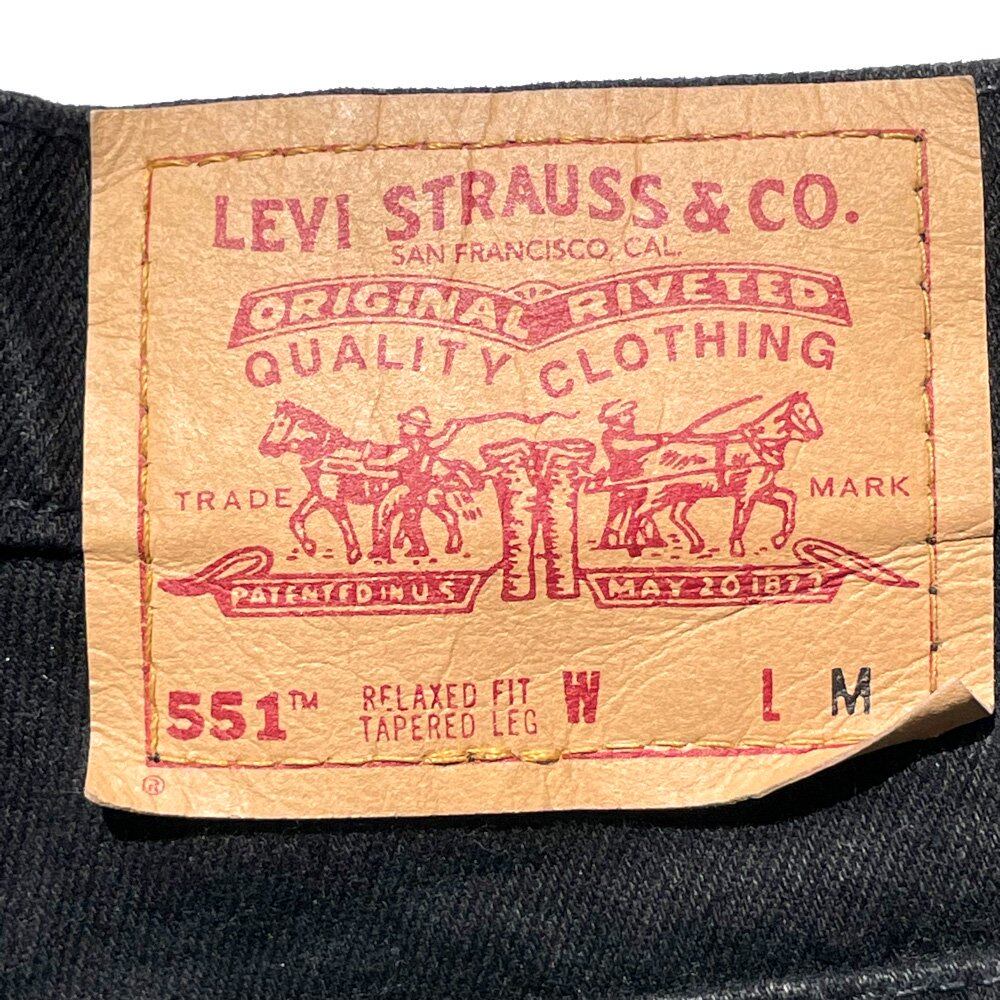 LEVI STRAUSS & CO.
SAN FRANCISCO, CAL.
ORIGINAL RIVETED
QUALITY CLOTHING
TRADE MARK
PATENTED IN U.S MAY 20 1873
551™ RELAXED FIT W L M
TAPERED LEG
®